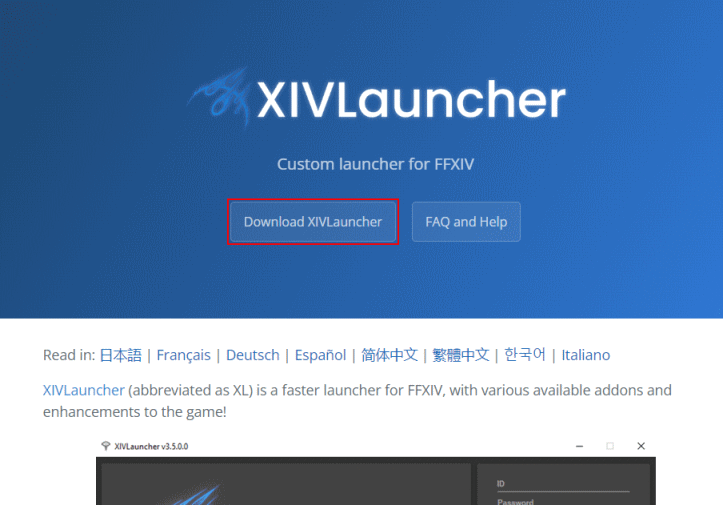 XIVLauncher
Custom launcher for FFXIV
Download XIVLauncher
FAQ and Help
Read in: 日本語 | Français | Deutsch | Español | 简体中文 | 繁體中文 | 한국어 | Italiano
XIVLauncher (abbreviated as XL) is a faster launcher for FFXIV, with various available addons and
enhancements to the game!
XIVLauncher v3.5.0.0
ID
Password